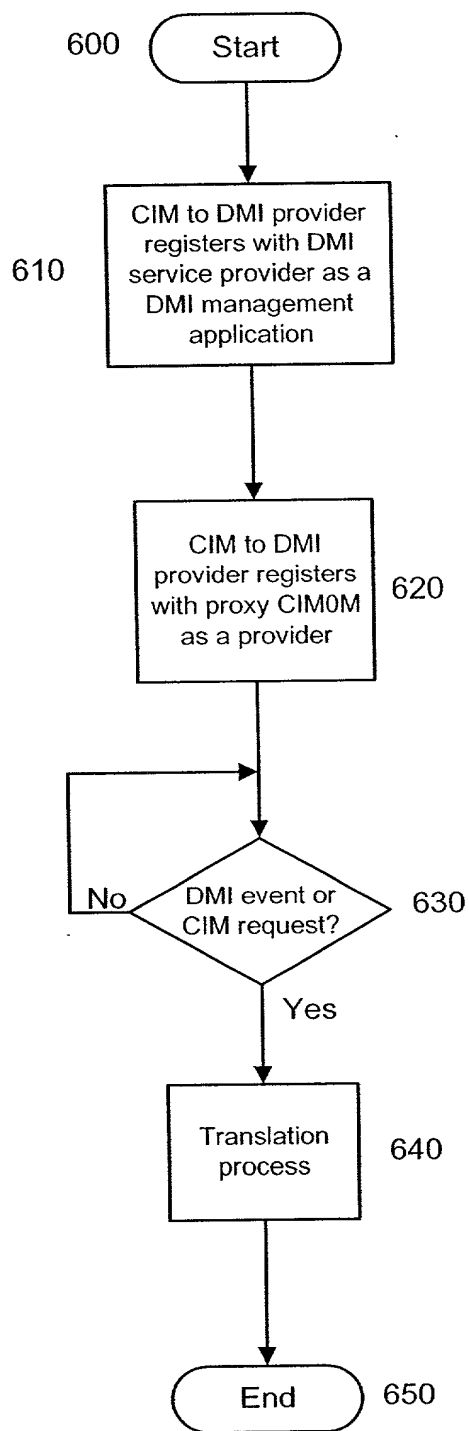 600
Start
610
CIM to DMI provider
registers with DMI
service provider as a
DMI management
application
CIM to DMI
provider registers
with proxy CIM0M
as a provider
620
No
DMI event or
CIM request?
630
Yes
Translation
process
640
End
650